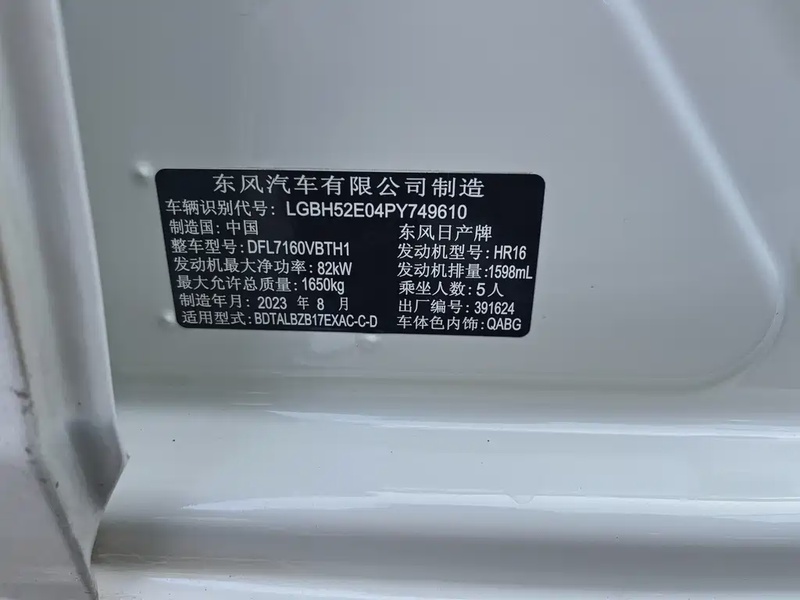 东风汽车有限公司制造
车辆识别代号: LGBH52E04PY749610
制造国: 中国 东风日产牌
整车型号: DFL7160VBTH1 发动机型号: HR16
发动机最大净功率: 82kW 发动机排量: 1598mL
最大允许总质量: 1650kg 乘坐人数: 5人
制造年月: 2023 年 8 月 出厂编号: 391624
适用型式: BDTALBZB17EXAC-C-D 车体色内饰: QABG